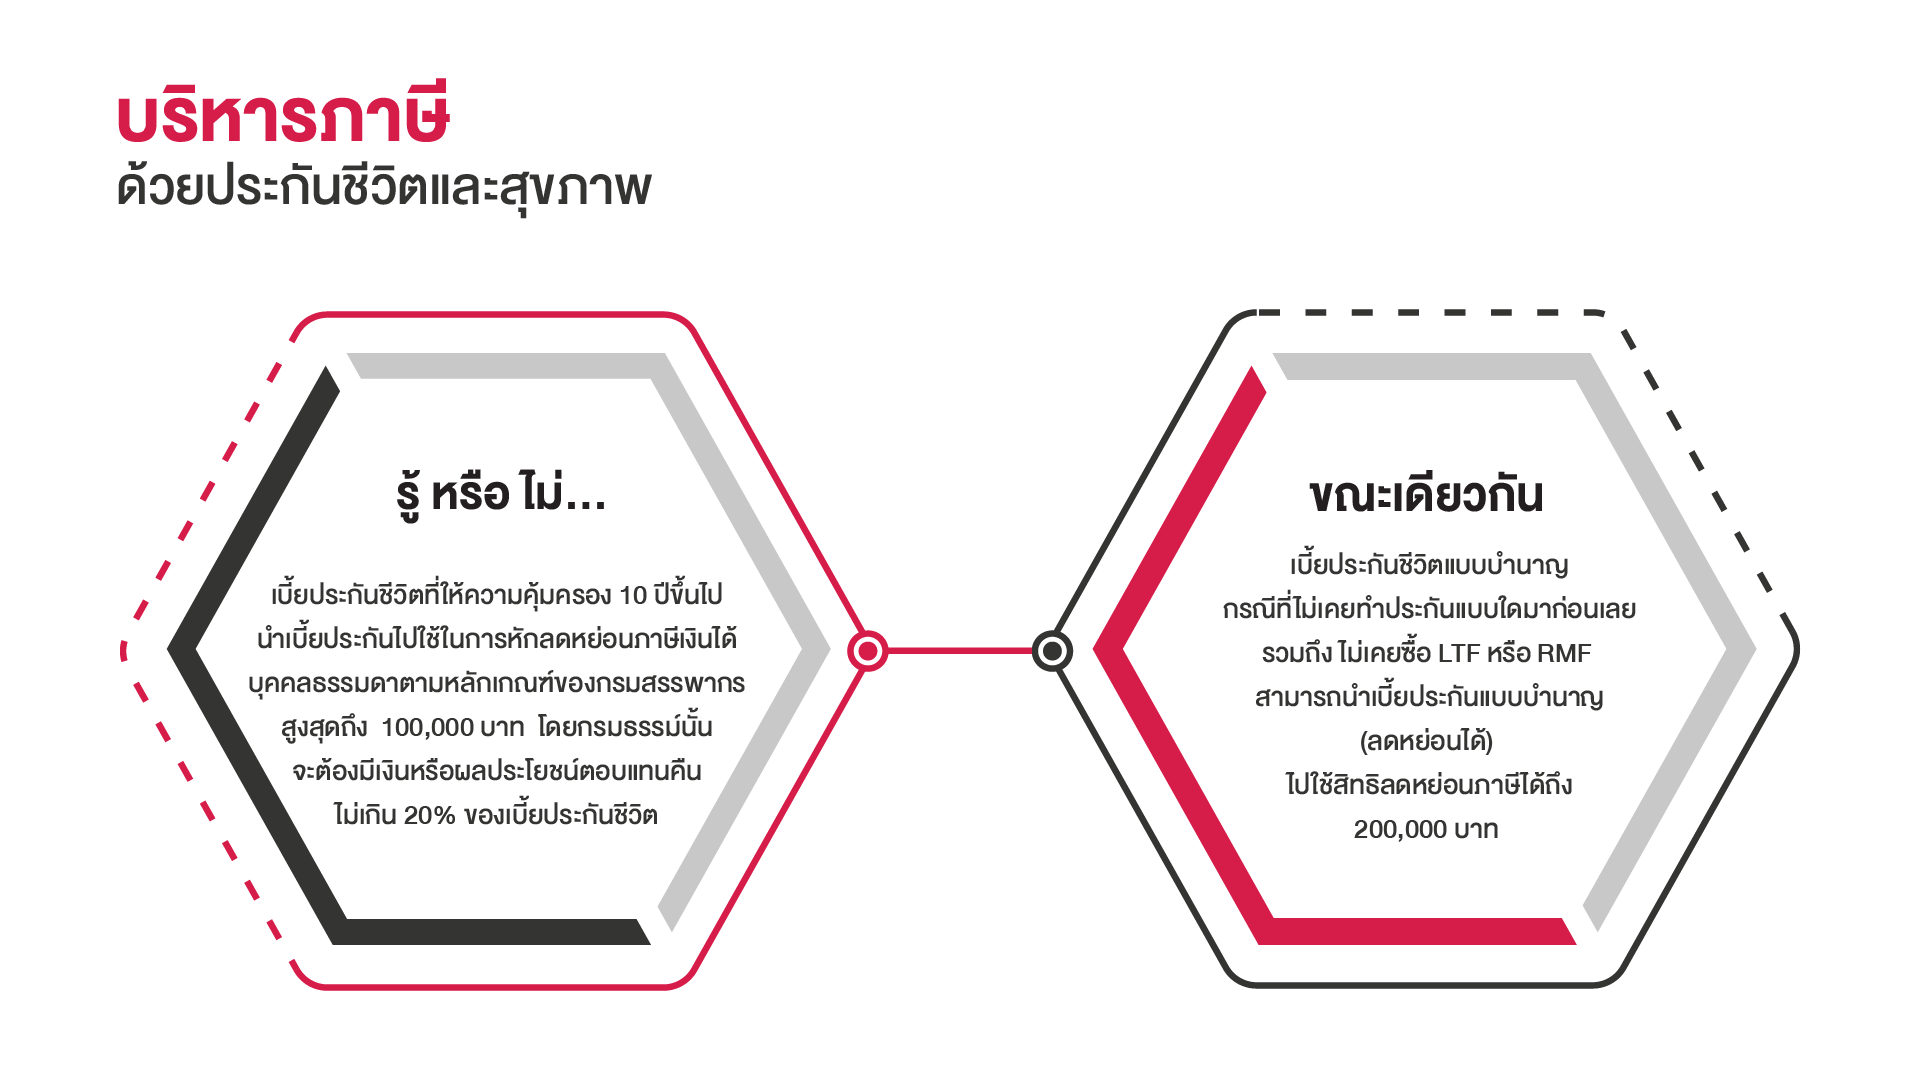 บริหารภาษี
ด้วยประกันชีวิตและสุขภาพ
รู้ หรือ ไม่...
เบี้ยประกันชีวิตที่ให้ความคุ้มครอง 10 ปีขึ้นไป
นำเบี้ยประกันไปใช้ในการหักลดหย่อนภาษีเงินได้
บุคคลธรรมดาตามหลักเกณฑ์ของกรมสรรพากร
สูงสุดถึง 100,000 บาท โดยกรมธรรม์นั้น
จะต้องมีเงินหรือผลประโยชน์ตอบแทนคืน
ไม่เกิน 20% ของเบี้ยประกันชีวิต
ขณะเดียวกัน
เบี้ยประกันชีวิตแบบบำนาญ
กรณีที่ไม่เคยทำประกันแบบใดมาก่อนเลย
รวมถึง ไม่เคยซื้อ LTF หรือ RMF
สามารถนำเบี้ยประกันแบบบำนาญ
(ลดหย่อนได้)
ไปใช้สิทธิลดหย่อนภาษีได้ถึง
200,000 บาท